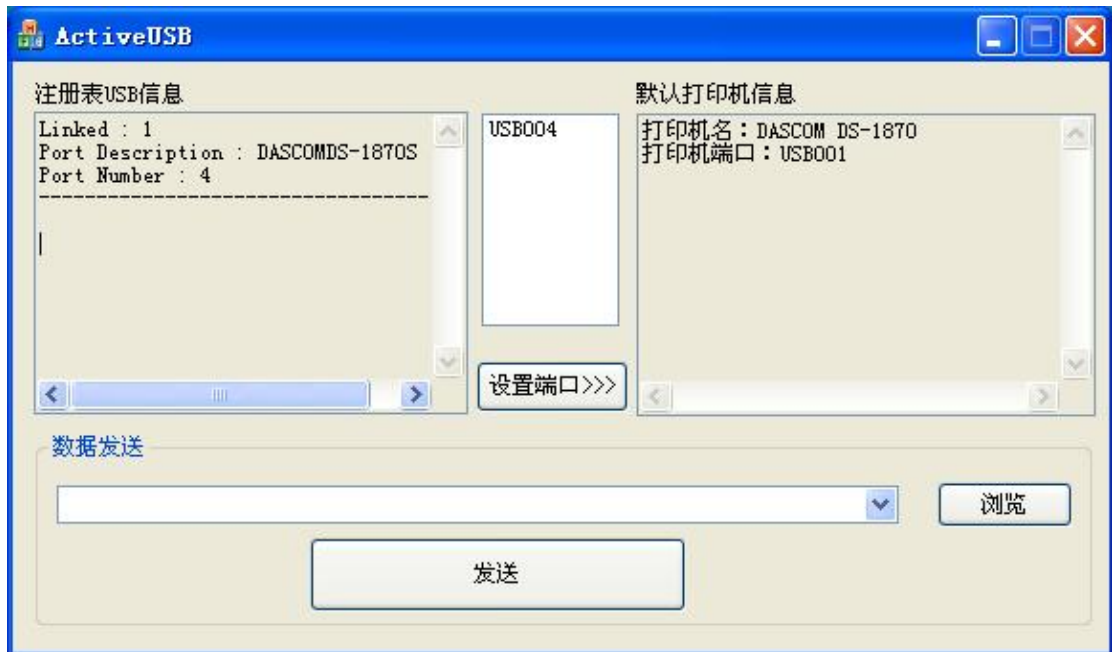 ActiveUSB
注册表USB信息
Linked : 1
Port Description : DASCOMDS-1870S
Port Number : 4
----------------------------------
USB004
设置端口>>>
默认打印机信息
打印机名：DASCOM DS-1870
打印机端口：USB001
数据发送
浏览
发送